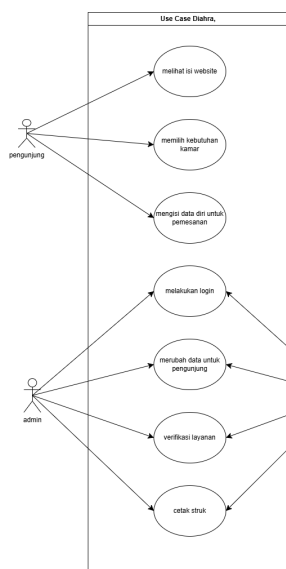 Use Case Diahra,
melihat isi website
memilih kebutuhan
kamar
pengunjung
mengisi data diri untuk
pemesanan
melakukan login
merubah data untuk
pengunjung
admin
verifikasi layanan
cetak struk